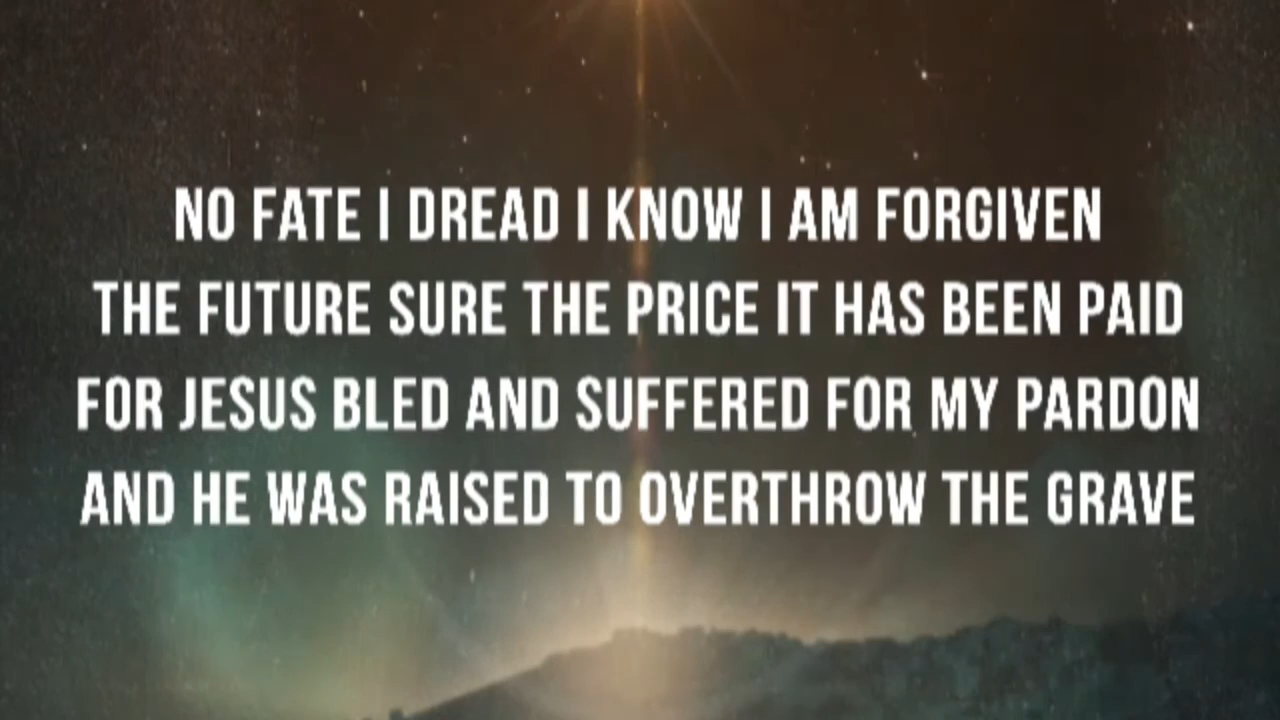 NO FATE I DREAD I KNOW I AM FORGIVEN
THE FUTURE SURE THE PRICE IT HAS BEEN PAID
FOR JESUS BLED AND SUFFERED FOR MY PARDON
AND HE WAS RAISED TO OVERTHROW THE GRAVE